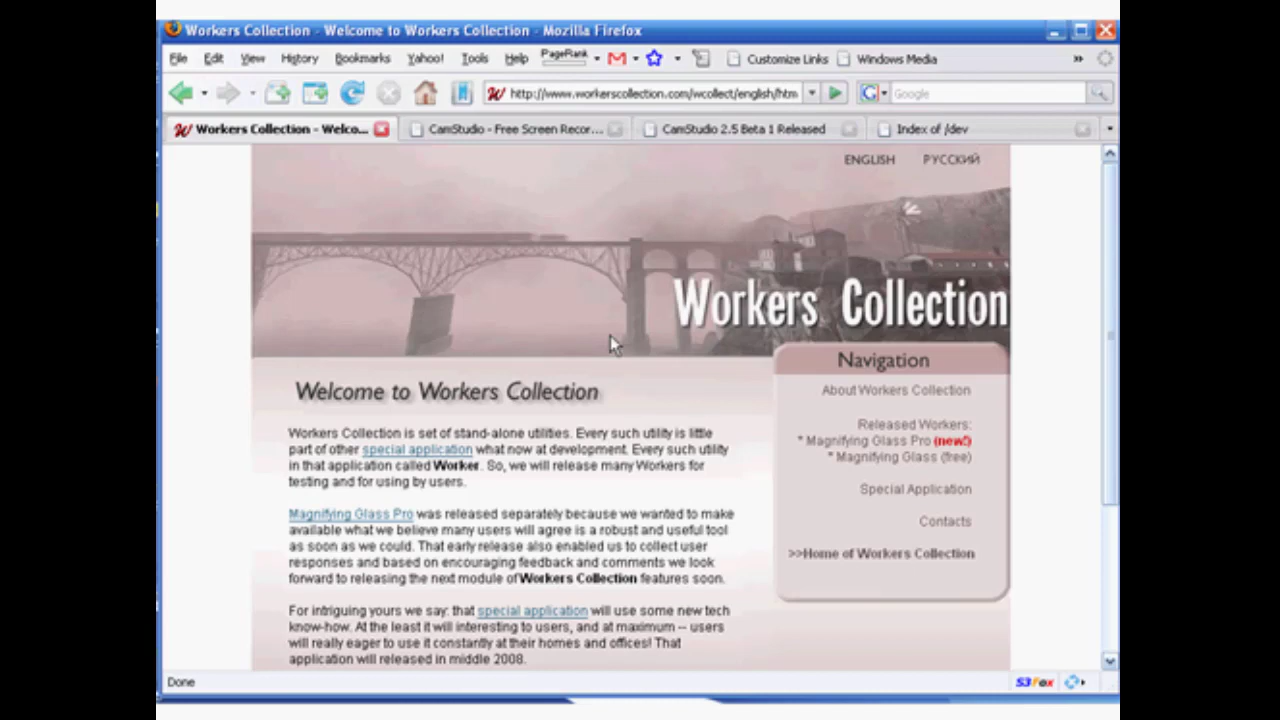 Workers Collection - Welcome to Workers Collection - Mozilla Firefox
File Edit View History Bookmarks Yahoo! Tools Help PageRank Customize Links Windows Media »
http://www.workerscollection.com/wcollect/english/htm Google
Workers Collection - Welco... CamStudio - Free Screen Recor... CamStudio 2.5 Beta 1 Released Index of /dev
ENGLISH РУССКИЙ
Workers Collection
Welcome to Workers Collection
Workers Collection is set of stand-alone utilities. Every such utility is little
part of other special application what now at development. Every such utility
in that application called Worker. So, we will release many Workers for
testing and for using by users.
Magnifying Glass Pro was released separately because we wanted to make
available what we believe many users will agree is a robust and useful tool
as soon as we could. That early release also enabled us to collect user
responses and based on encouraging feedback and comments we look
forward to releasing the next module of Workers Collection features soon.
For intriguing yours we say: that special application will use some new tech
know-how. At the least it will interesting to users, and at maximum -- users
will really eager to use it constantly at their homes and offices! That
application will released in middle 2008.
Navigation
About Workers Collection
Released Workers:
* Magnifying Glass Pro (new!)
* Magnifying Glass (free)
Special Application
Contacts
>>Home of Workers Collection
Done S3Fox